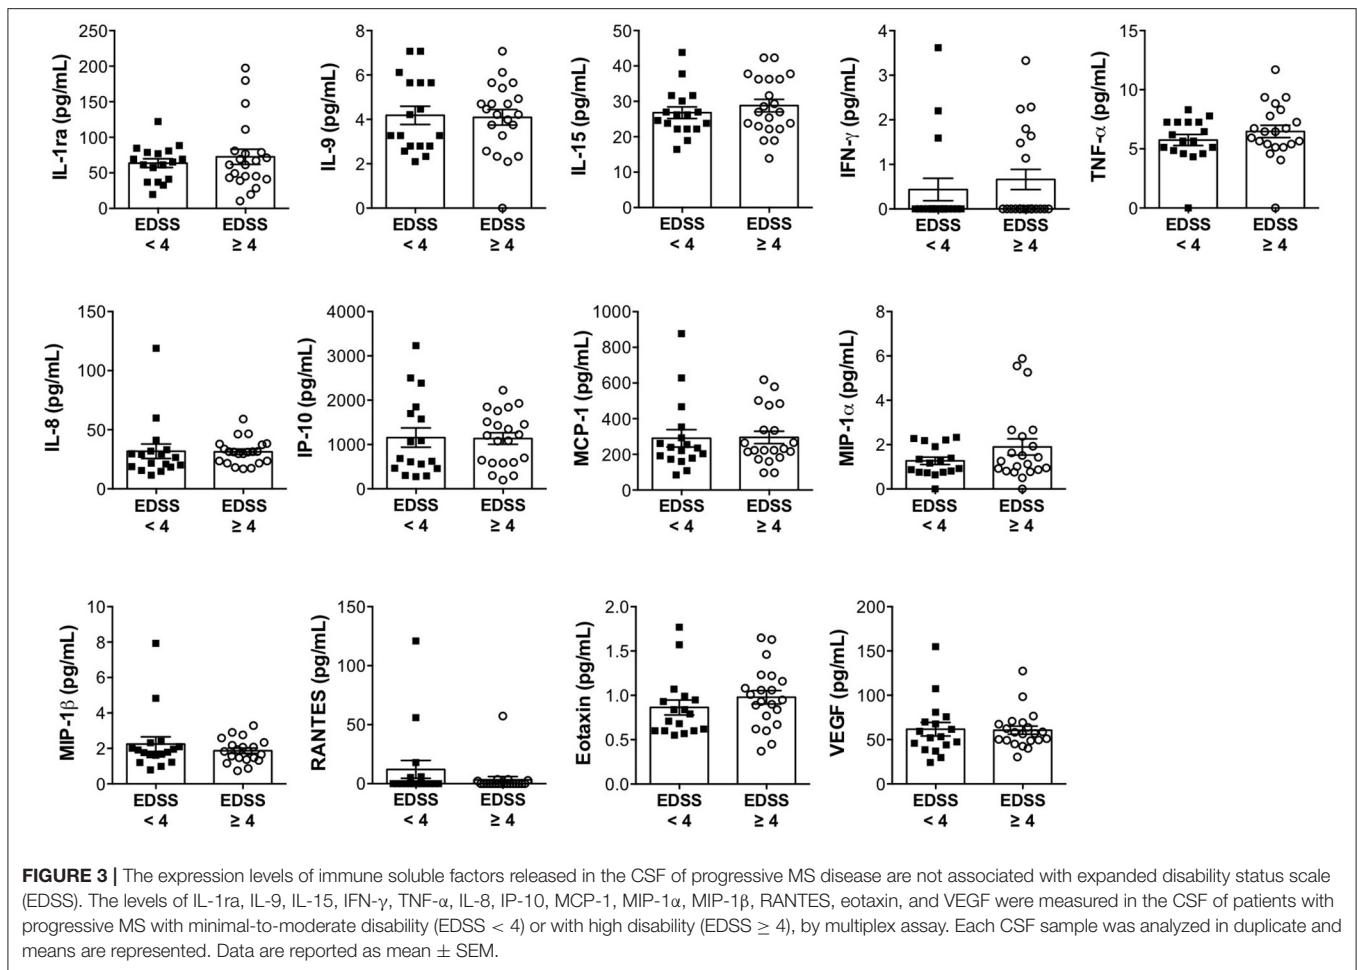 IL-1ra (pg/mL)
250
200
150
100
50
0
EDSS
< 4
EDSS
≥ 4
IL-9 (pg/mL)
8
6
4
2
0
EDSS
< 4
EDSS
≥ 4
IL-15 (pg/mL)
50
40
30
20
10
0
EDSS
< 4
EDSS
≥ 4
IFN-γ (pg/mL)
4
3
2
1
0
EDSS
< 4
EDSS
≥ 4
TNF-α (pg/mL)
15
10
5
0
EDSS
< 4
EDSS
≥ 4
IL-8 (pg/mL)
150
100
50
0
EDSS
< 4
EDSS
≥ 4
IP-10 (pg/mL)
4000
3000
2000
1000
0
EDSS
< 4
EDSS
≥ 4
MCP-1 (pg/mL)
1000
800
600
400
200
0
EDSS
< 4
EDSS
≥ 4
MIP-1α (pg/mL)
8
6
4
2
0
EDSS
< 4
EDSS
≥ 4
MIP-1β (pg/mL)
10
8
6
4
2
0
EDSS
< 4
EDSS
≥ 4
RANTES (pg/mL)
150
100
50
0
EDSS
< 4
EDSS
≥ 4
Eotaxin (pg/mL)
2.0
1.5
1.0
0.5
0.0
EDSS
< 4
EDSS
≥ 4
VEGF (pg/mL)
200
150
100
50
0
EDSS
< 4
EDSS
≥ 4
FIGURE 3 | The expression levels of immune soluble factors released in the CSF of progressive MS disease are not associated with expanded disability status scale
(EDSS). The levels of IL-1ra, IL-9, IL-15, IFN-γ, TNF-α, IL-8, IP-10, MCP-1, MIP-1α, MIP-1β, RANTES, eotaxin, and VEGF were measured in the CSF of patients with
progressive MS with minimal-to-moderate disability (EDSS < 4) or with high disability (EDSS ≥ 4), by multiplex assay. Each CSF sample was analyzed in duplicate and
means are represented. Data are reported as mean ± SEM.